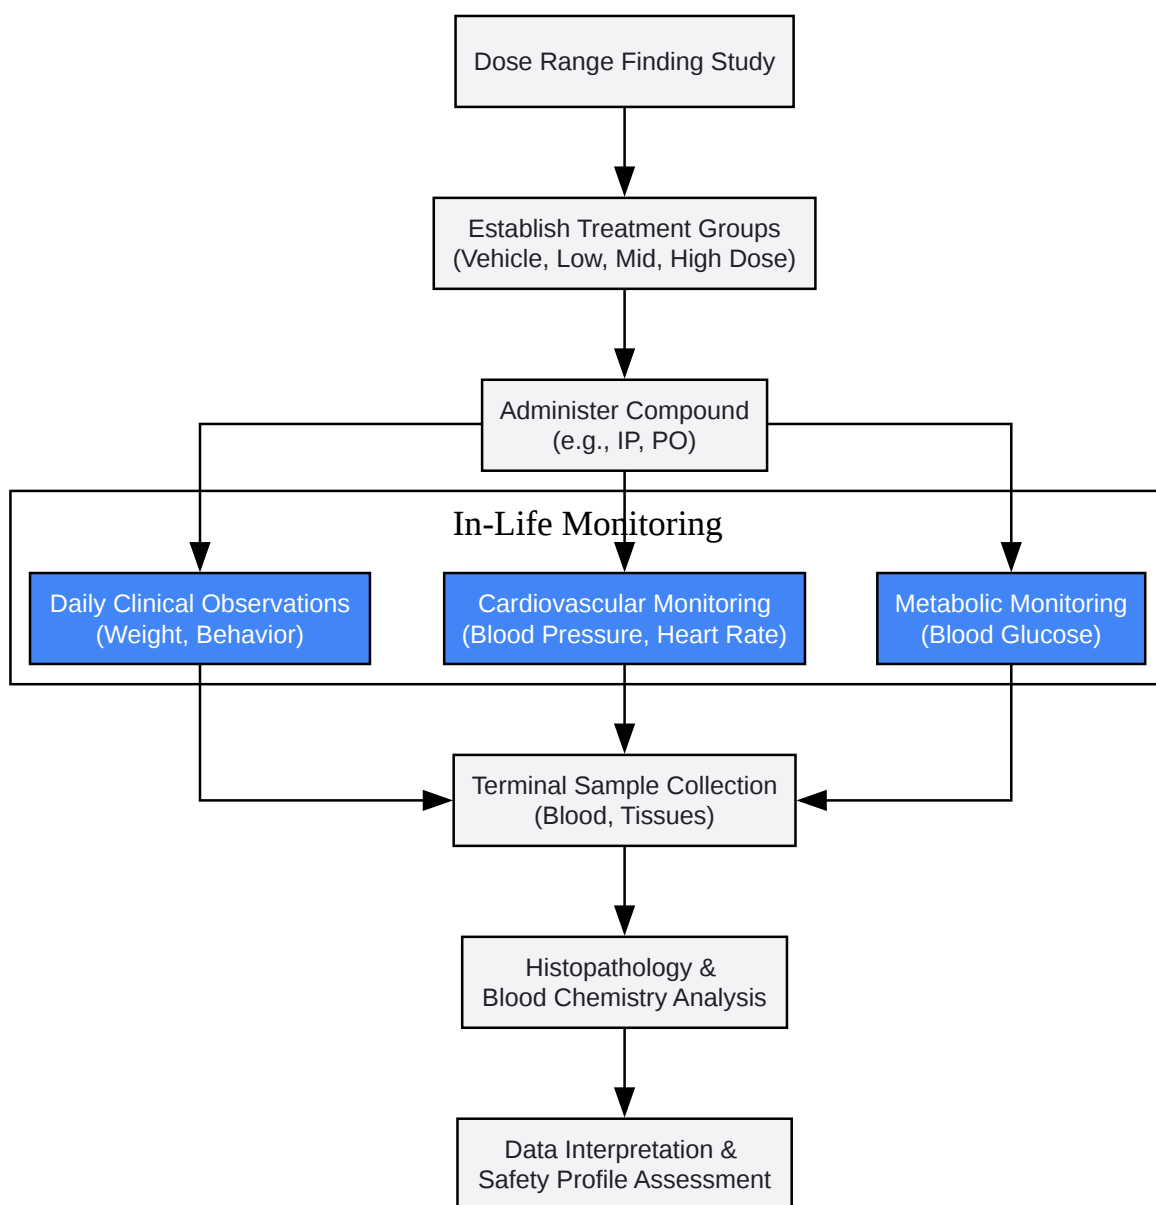 Dose Range Finding Study
Establish Treatment Groups
(Vehicle, Low, Mid, High Dose)
Administer Compound
(e.g., IP, PO)
In-Life Monitoring
Daily Clinical Observations
(Weight, Behavior)
Cardiovascular Monitoring
(Blood Pressure, Heart Rate)
Metabolic Monitoring
(Blood Glucose)
Terminal Sample Collection
(Blood, Tissues)
Histopathology &
Blood Chemistry Analysis
Data Interpretation &
Safety Profile Assessment